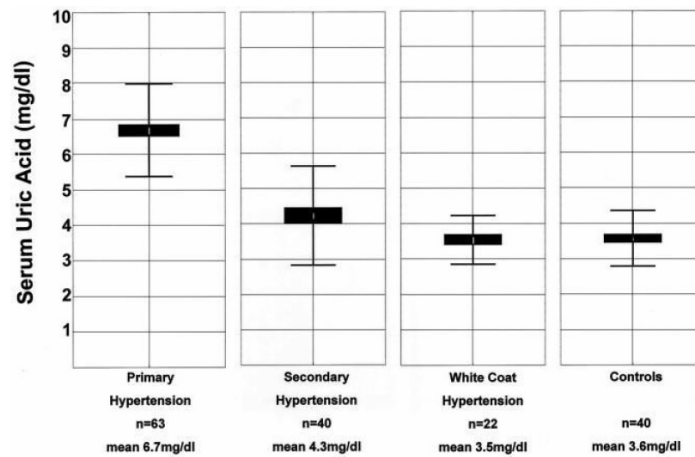 Serum Uric Acid (mg/dl)
10
9
8
7
6
5
4
3
2
1
Primary
Hypertension
n=63
mean 6.7mg/dl
Secondary
Hypertension
n=40
mean 4.3mg/dl
White Coat
Hypertension
n=22
mean 3.5mg/dl
Controls
n=40
mean 3.6mg/dl